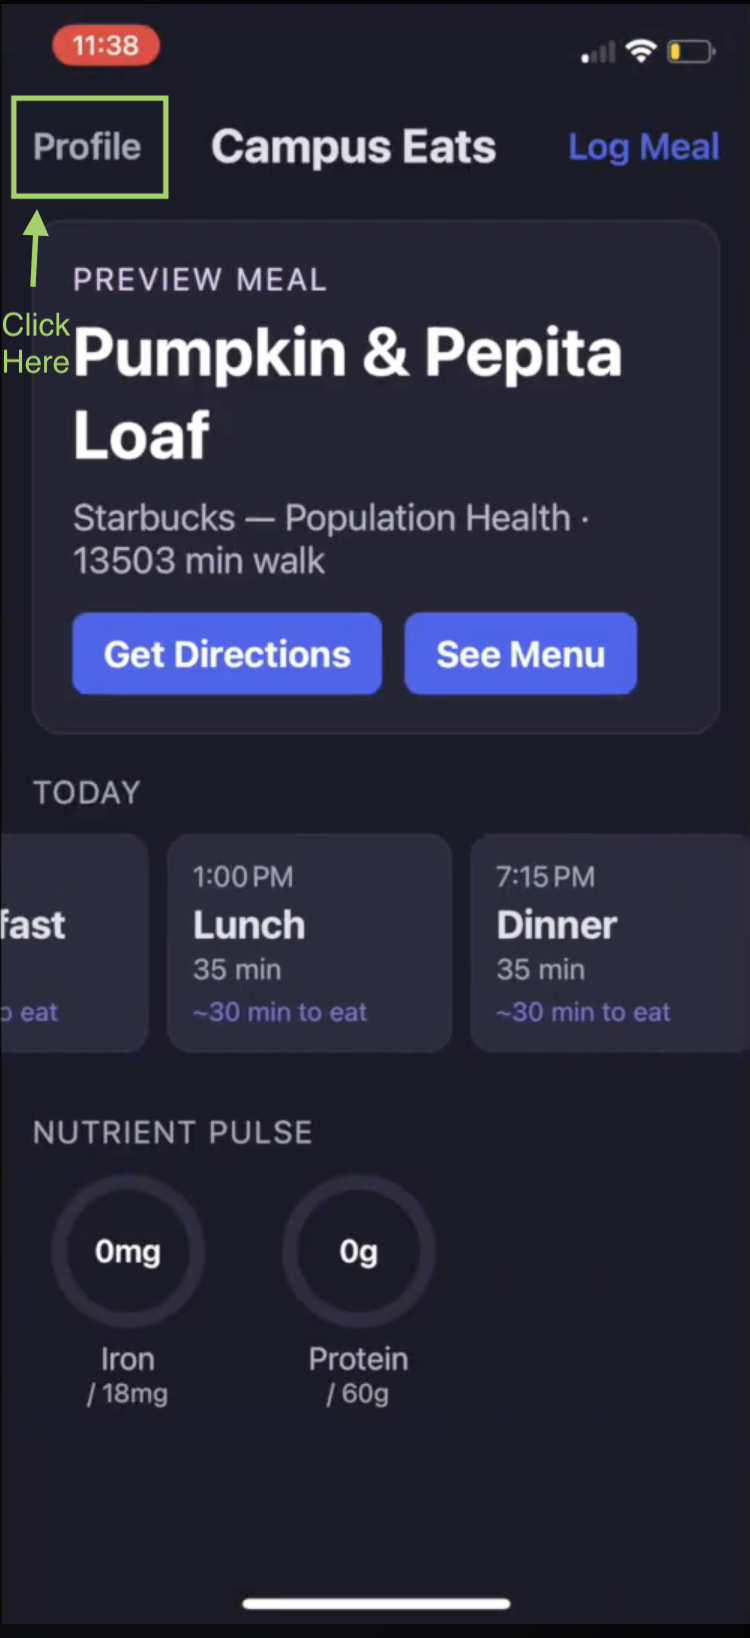 11:38
Profile
Campus Eats
Log Meal
Click
Here
PREVIEW MEAL
Pumpkin & Pepita
Loaf
Starbucks — Population Health ·
13503 min walk
Get Directions
See Menu
TODAY
fast
o eat
1:00 PM
Lunch
35 min
~30 min to eat
7:15 PM
Dinner
35 min
~30 min to eat
NUTRIENT PULSE
0mg
Iron
/ 18mg
0g
Protein
/ 60g